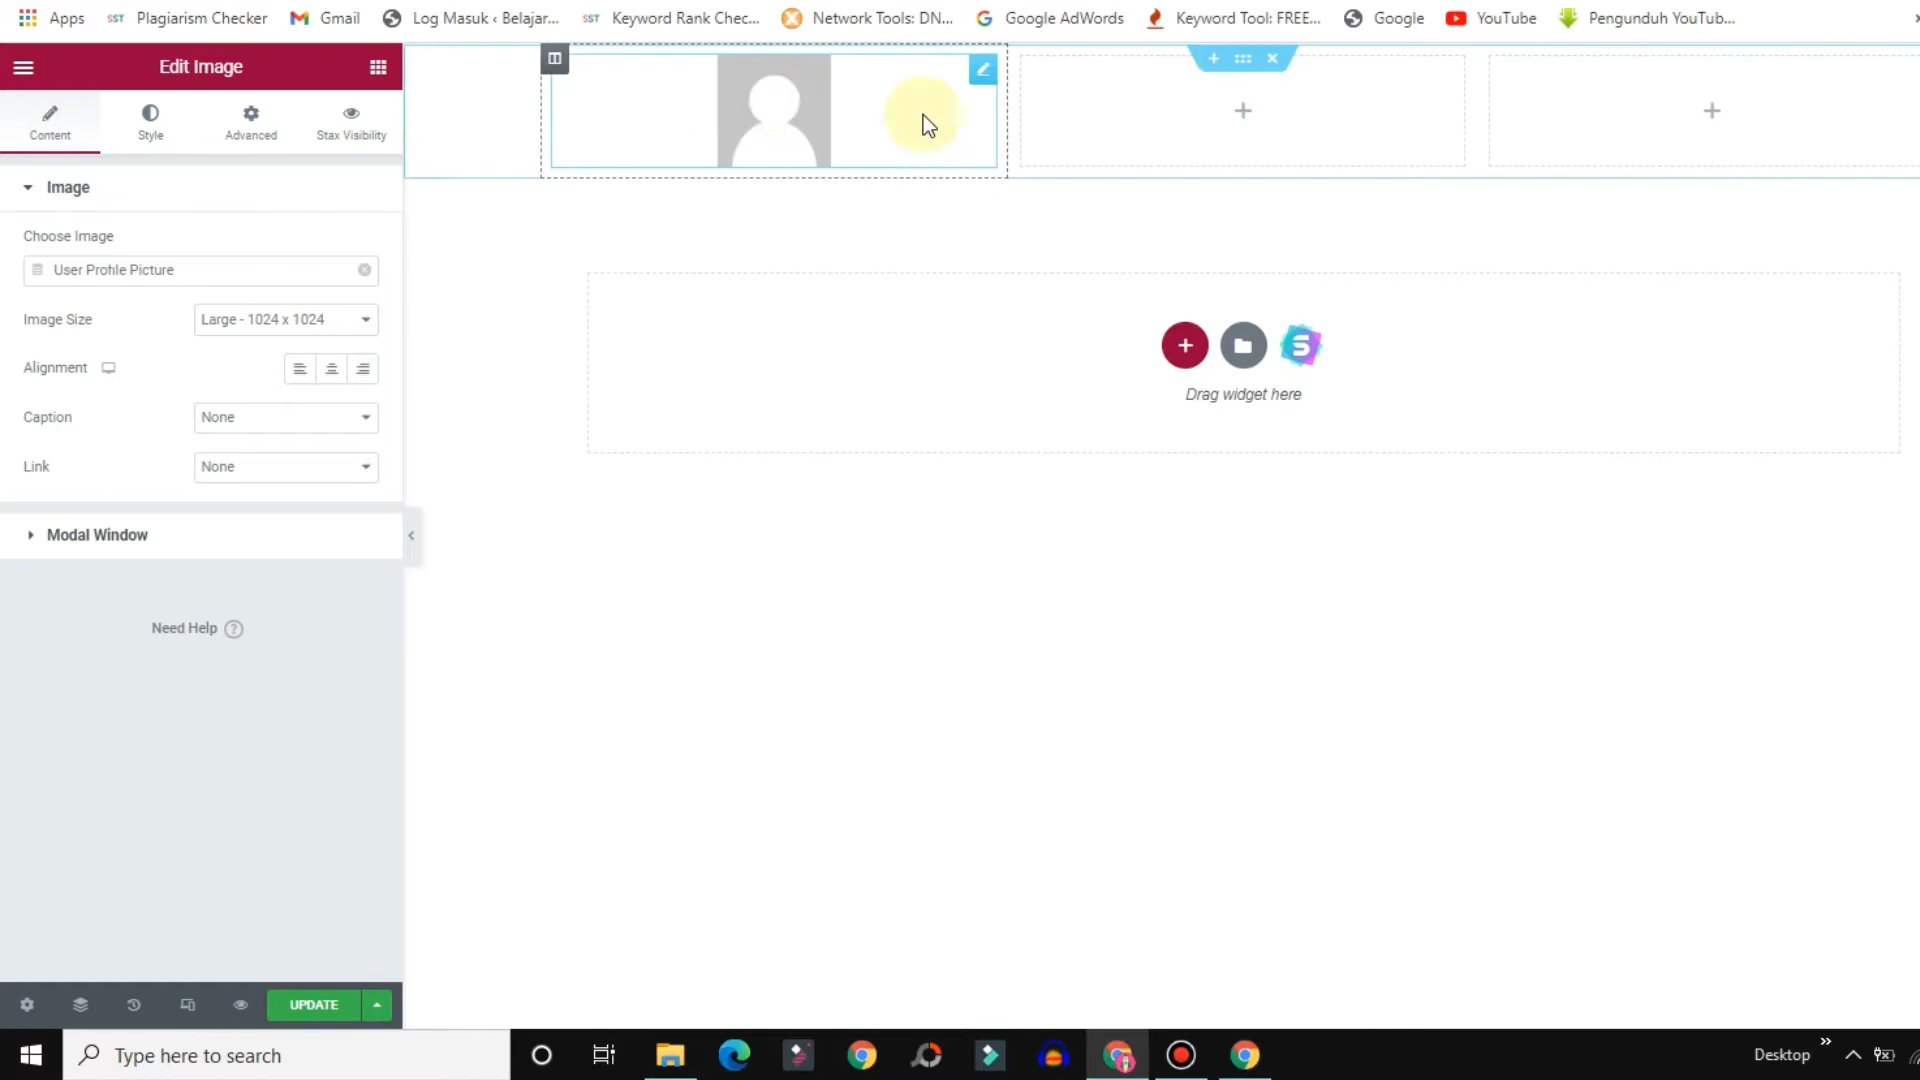 Apps
SST Plagiarism Checker
Gmail
Log Masuk ‹ Belajar...
SST Keyword Rank Chec...
Network Tools: DN...
Google AdWords
Keyword Tool: FREE...
Google
YouTube
Pengunduh YouTub...
Edit Image
Content
Style
Advanced
Stax Visibility
Image
Choose Image
User Profile Picture
Image Size
Large - 1024 x 1024
Alignment
Caption
None
Link
None
Modal Window
Need Help
Drag widget here
UPDATE
Type here to search
Desktop